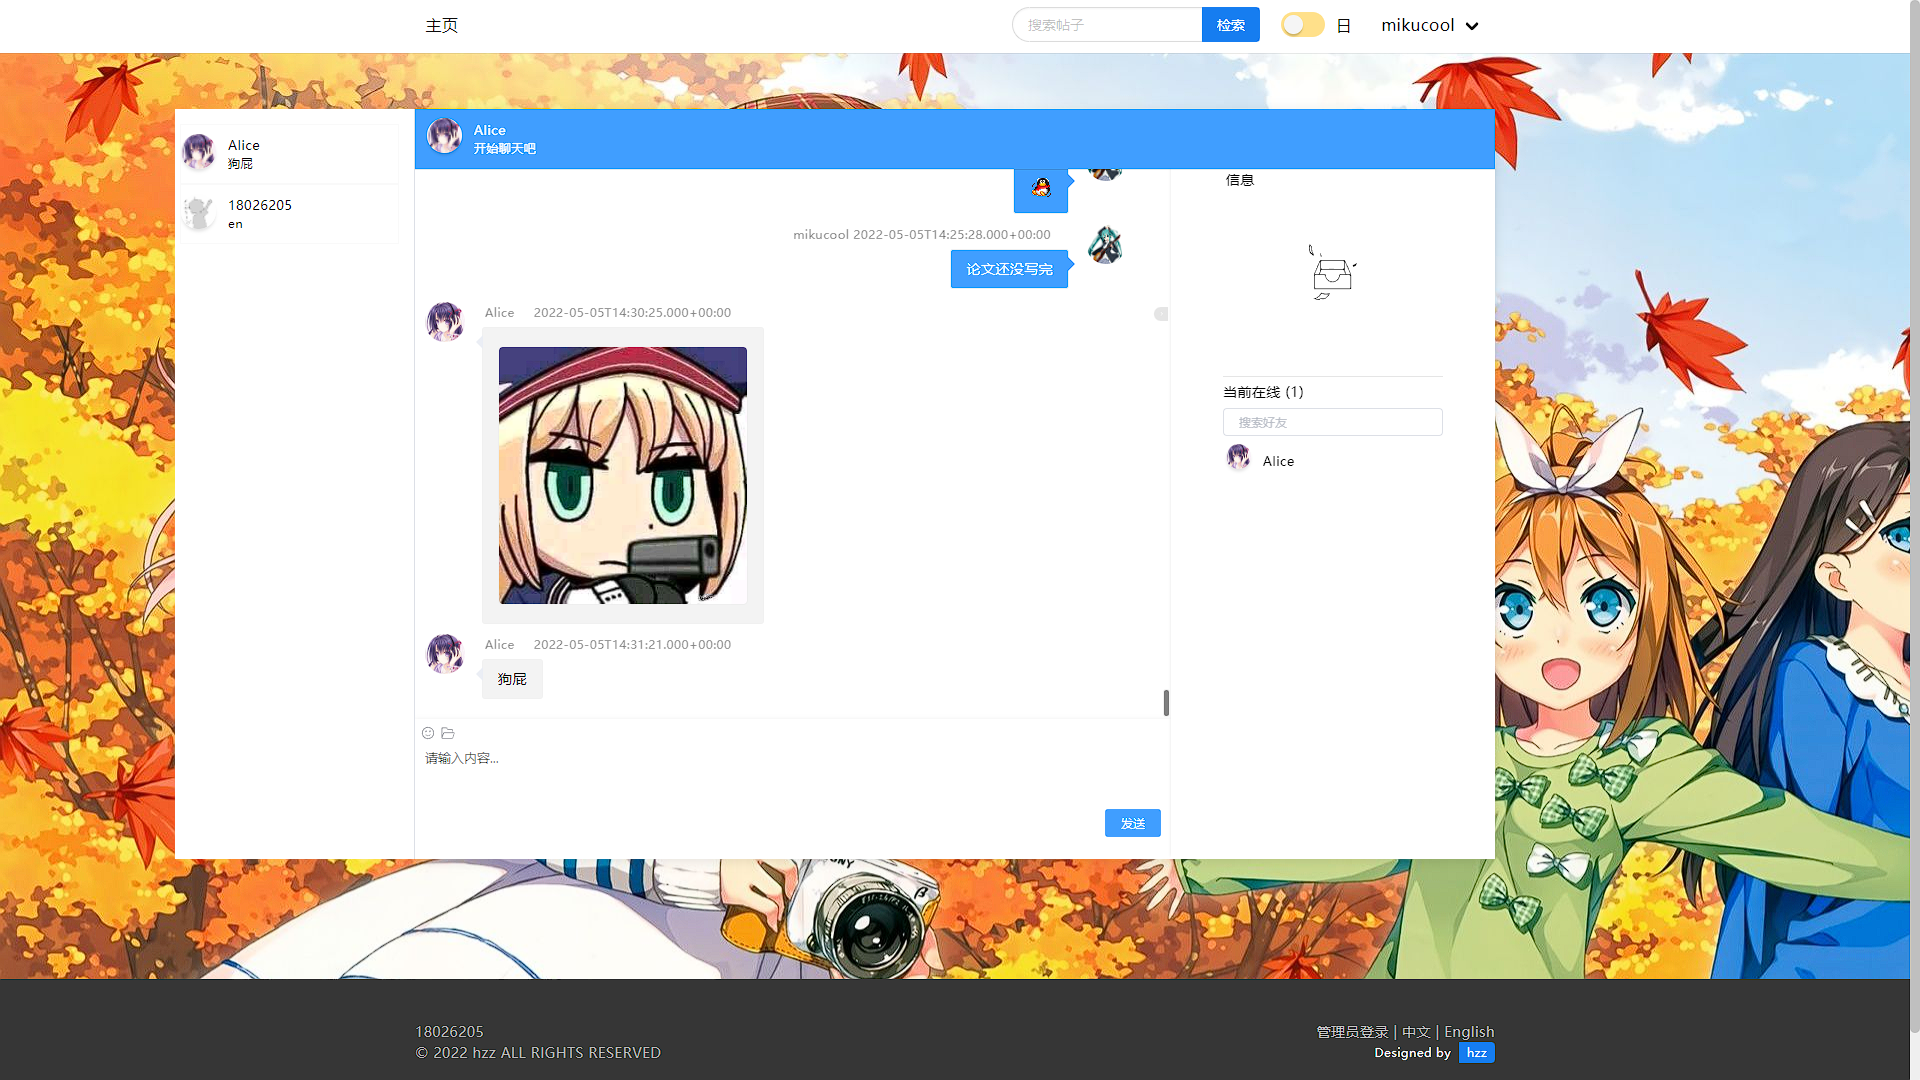 主页
搜索帖子
检索
日
mikucool
Alice
狗屁
18026205
en
Alice
开始聊天吧
信息
mikucool 2022-05-05T14:25:28.000+00:00
论文还没写完
Alice 2022-05-05T14:30:25.000+00:00
Alice 2022-05-05T14:31:21.000+00:00
狗屁
请输入内容...
发送
当前在线 (1)
搜索好友
Alice
18026205
© 2022 hzz ALL RIGHTS RESERVED
管理员登录 | 中文 | English
Designed by hzz